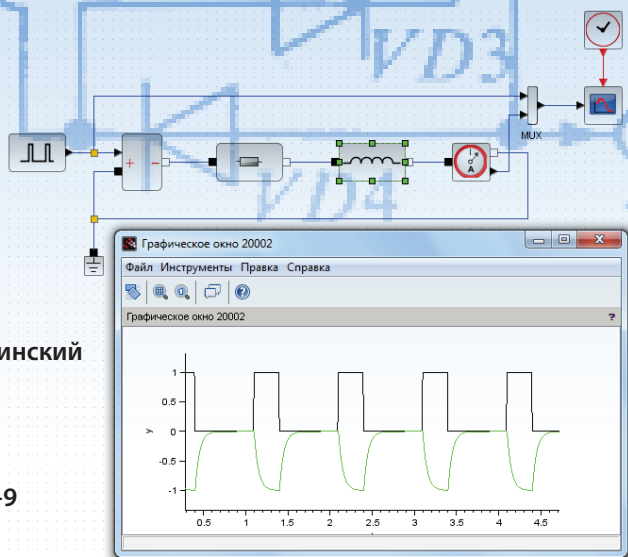 VD3
MUX
+ −
I
A
VD4
Графическое окно 20002
Файл Инструменты Правка Справка
Графическое окно 20002
?
инский
1
0.5
y
0
-0.5
-1
0.5 1 1.5 2 2.5 3 3.5 4 4.5
-9